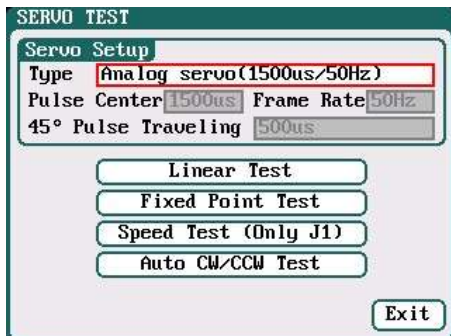 SERVO TEST
Servo Setup
Type Analog servo(1500us/50Hz)
Pulse Center 1500us Frame Rate 50Hz
45° Pulse Traveling 500us
Linear Test
Fixed Point Test
Speed Test (Only J1)
Auto CW/CCW Test
Exit